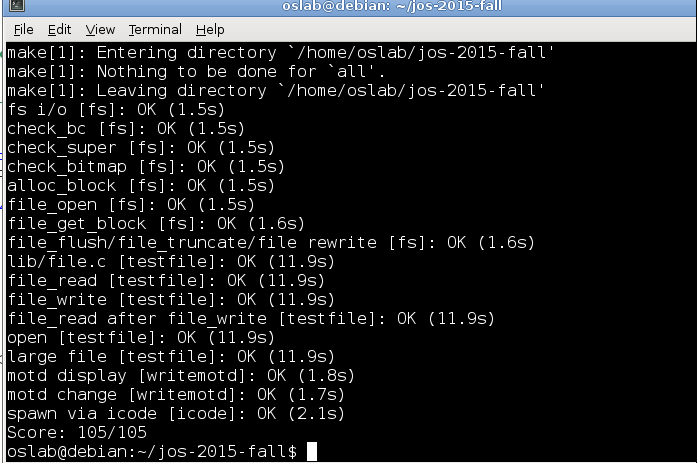 oslab@debian: ~/jos-2015-fall
File Edit View Terminal Help
make[1]: Entering directory `/home/oslab/jos-2015-fall'
make[1]: Nothing to be done for `all'.
make[1]: Leaving directory `/home/oslab/jos-2015-fall'
fs i/o [fs]: OK (1.5s)
check_bc [fs]: OK (1.5s)
check_super [fs]: OK (1.5s)
check_bitmap [fs]: OK (1.5s)
alloc_block [fs]: OK (1.5s)
file_open [fs]: OK (1.5s)
file_get_block [fs]: OK (1.6s)
file_flush/file_truncate/file rewrite [fs]: OK (1.6s)
lib/file.c [testfile]: OK (11.9s)
file_read [testfile]: OK (11.9s)
file_write [testfile]: OK (11.9s)
file_read after file_write [testfile]: OK (11.9s)
open [testfile]: OK (11.9s)
large file [testfile]: OK (11.9s)
motd display [writemotd]: OK (1.8s)
motd change [writemotd]: OK (1.7s)
spawn via icode [icode]: OK (2.1s)
Score: 105/105
oslab@debian:~/jos-2015-fall$